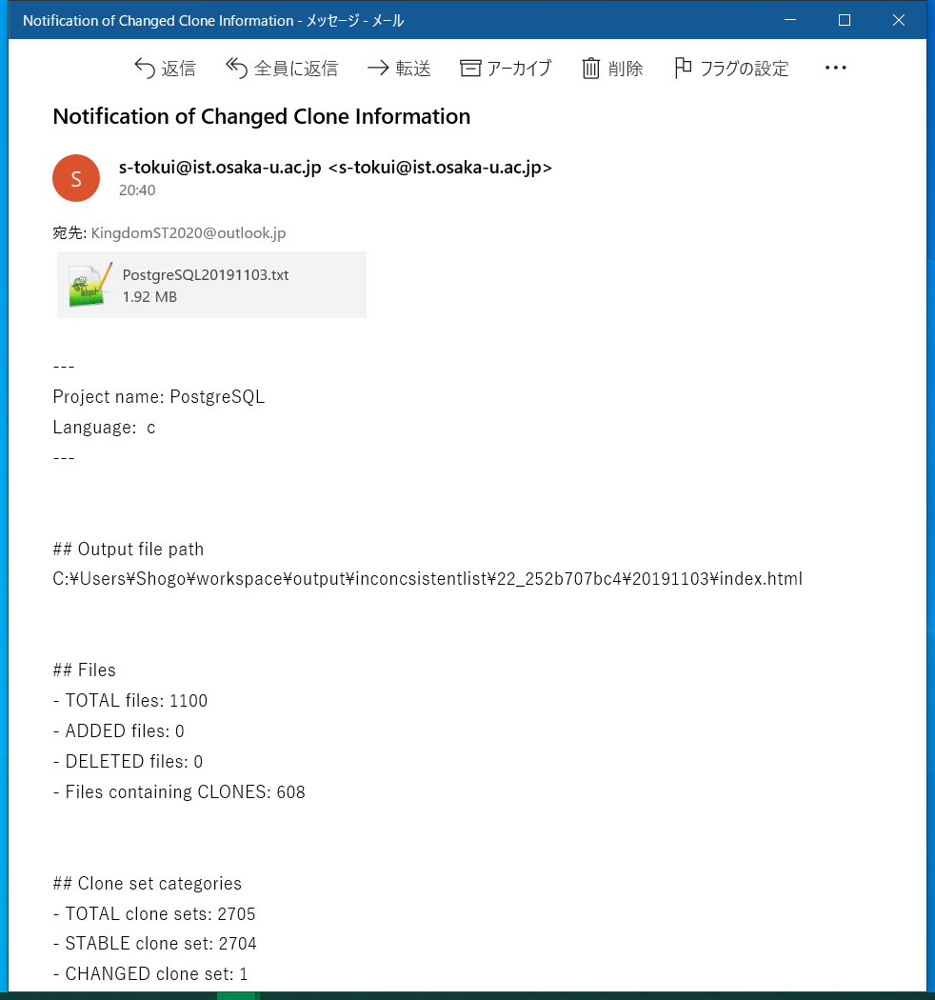 Notification of Changed Clone Information - メッセージ - メール
返信 全員に返信 転送 アーカイブ 削除 フラグの設定
Notification of Changed Clone Information
S
s-tokui@ist.osaka-u.ac.jp <s-tokui@ist.osaka-u.ac.jp>
20:40
宛先: KingdomST2020@outlook.jp
PostgreSQL20191103.txt
1.92 MB
---
Project name: PostgreSQL
Language:  c
---
## Output file path
C:¥Users¥Shogo¥workspace¥output¥inconcsistentlist¥22_252b707bc4¥20191103¥index.html
## Files
- TOTAL files: 1100
- ADDED files: 0
- DELETED files: 0
- Files containing CLONES: 608
## Clone set categories
- TOTAL clone sets: 2705
- STABLE clone set: 2704
- CHANGED clone set: 1